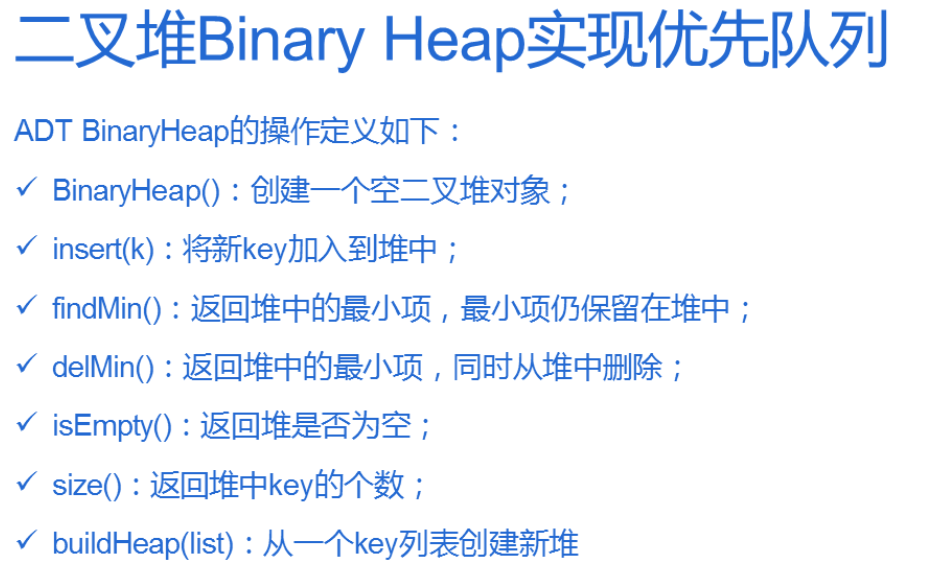 二叉堆Binary Heap实现优先队列
ADT BinaryHeap的操作定义如下：
✓ BinaryHeap()：创建一个空二叉堆对象；
✓ insert(k)：将新key加入到堆中；
✓ findMin()：返回堆中的最小项，最小项仍保留在堆中；
✓ delMin()：返回堆中的最小项，同时从堆中删除；
✓ isEmpty()：返回堆是否为空；
✓ size()：返回堆中key的个数；
✓ buildHeap(list)：从一个key列表创建新堆